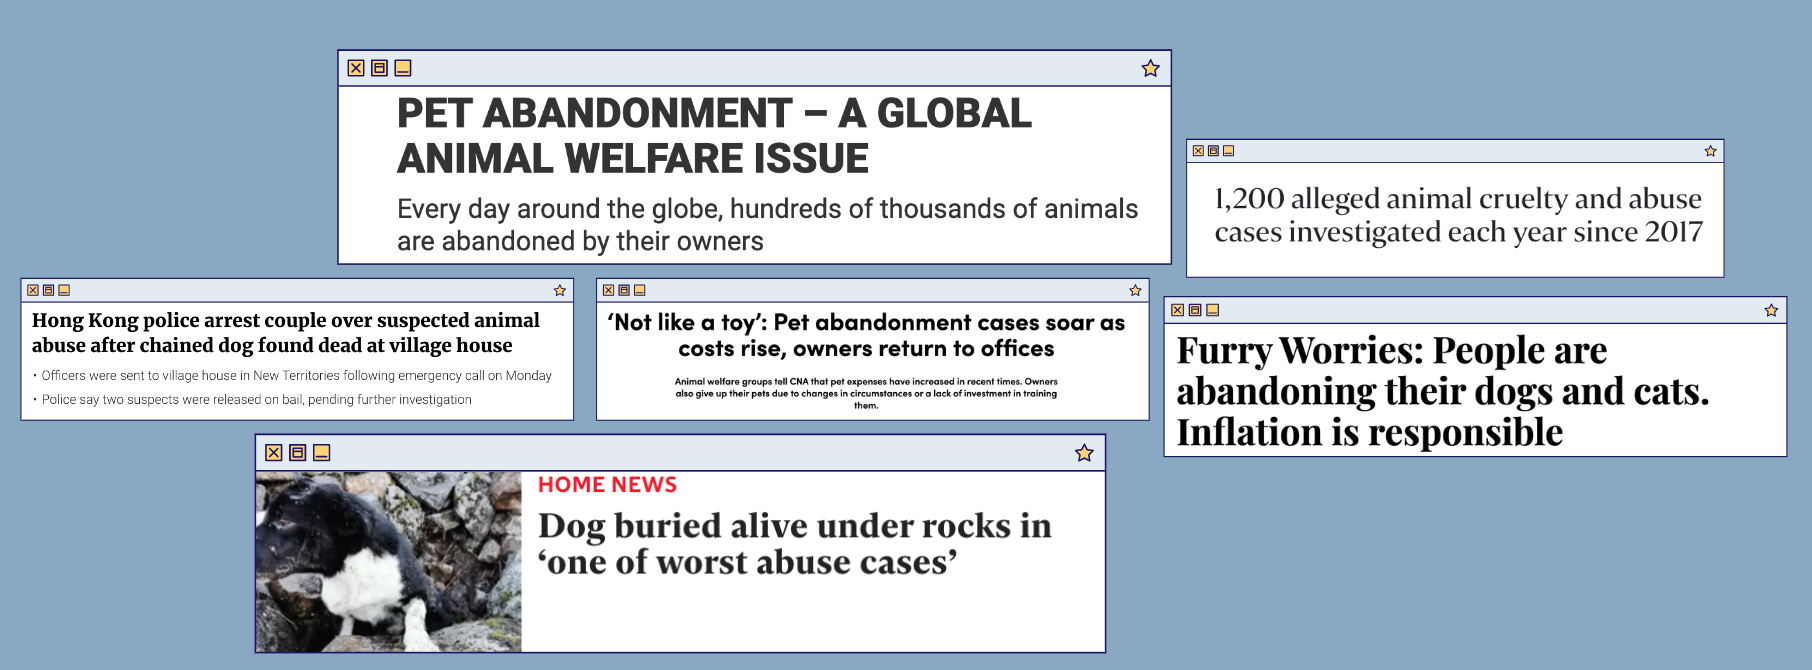 PET ABANDONMENT – A GLOBAL
ANIMAL WELFARE ISSUE
Every day around the globe, hundreds of thousands of animals
are abandoned by their owners
1,200 alleged animal cruelty and abuse
cases investigated each year since 2017
Hong Kong police arrest couple over suspected animal
abuse after chained dog found dead at village house
• Officers were sent to village house in New Territories following emergency call on Monday
• Police say two suspects were released on bail, pending further investigation
‘Not like a toy’: Pet abandonment cases soar as
costs rise, owners return to offices
Animal welfare groups tell CNA that pet expenses have increased in recent times. Owners
also give up their pets due to changes in circumstances or a lack of investment in training
them.
Furry Worries: People are
abandoning their dogs and cats.
Inflation is responsible
HOME NEWS
Dog buried alive under rocks in
‘one of worst abuse cases’